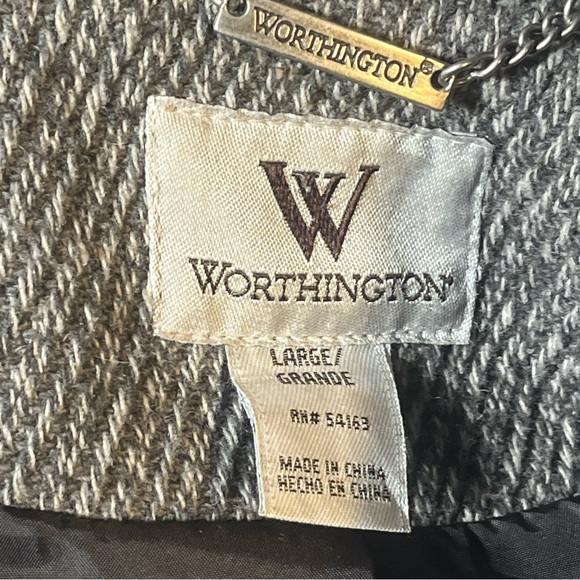 WORTHINGTON®
W
WORTHINGTON®
LARGE/
GRANDE
RN# 54163
MADE IN CHINA
HECHO EN CHINA